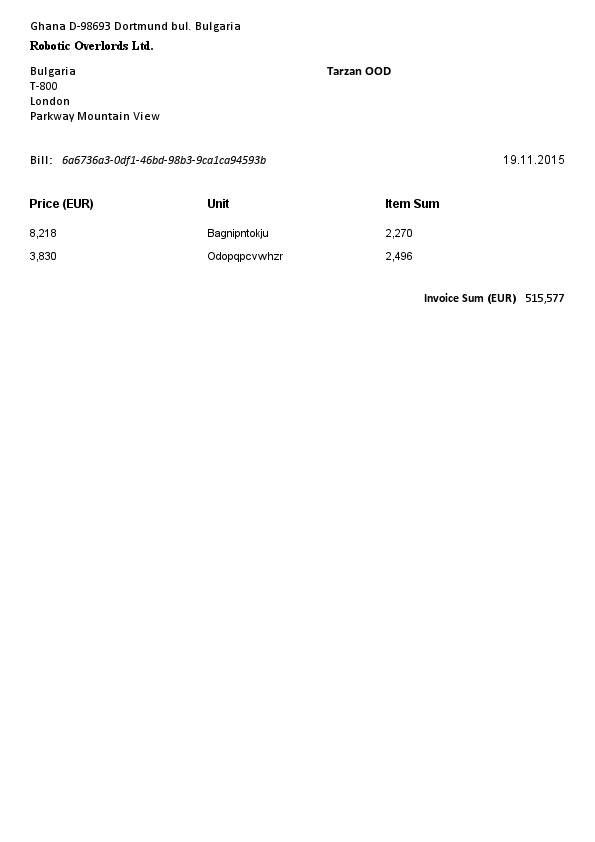 Ghana D-98693 Dortmund bul. Bulgaria
Robotic Overlords Ltd.
Bulgaria Tarzan OOD
T-800
London
Parkway Mountain View
Bill: 6a6736a3-0df1-46bd-98b3-9ca1ca94593b 19.11.2015
Price (EUR) Unit Item Sum
8,218 Bagnipntokju 2,270
3,830 Odopqpcvwhzr 2,496
Invoice Sum (EUR) 515,577